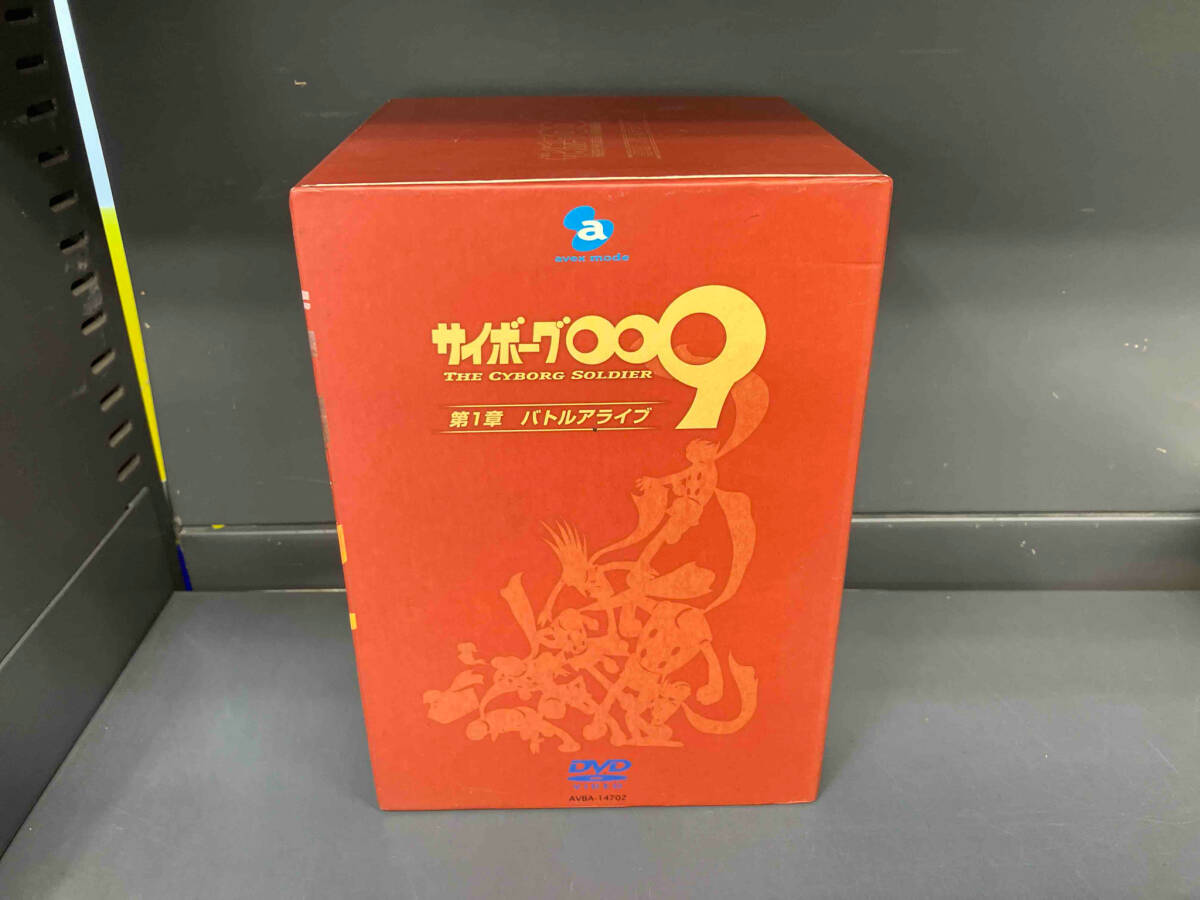 a
avex mode
サイボーグ009
THE CYBORG SOLDIER
第1章 バトルアライブ
DVD
VIDEO
AVBA-14702